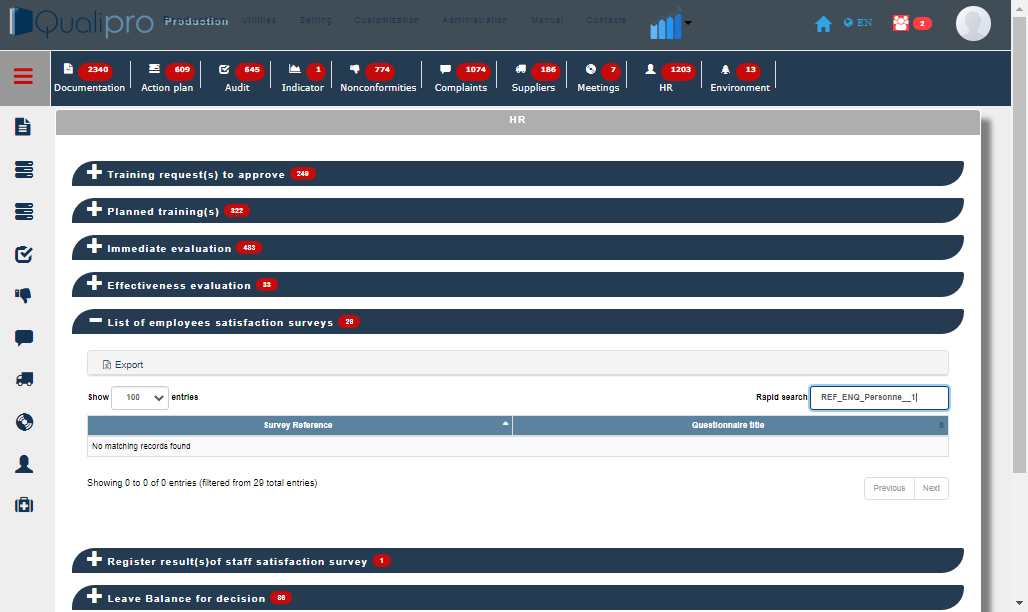 Qualipro
Production Utilities Setting Customization Administration Manual Contacts
EN 2
2340 609 645 1 774 1074 186 7 1203 13
Documentation Action plan Audit Indicator Nonconformities Complaints Suppliers Meetings HR Environment
HR
Training request(s) to approve 249
Planned training(s) 322
Immediate evaluation 483
Effectiveness evaluation 33
List of employees satisfaction surveys 29
Export
Show 100 entries Rapid search REF_ENQ_Personne__1
Survey Reference Questionnaire title
No matching records found
Showing 0 to 0 of 0 entries (filtered from 29 total entries)
Previous Next
Register result(s)of staff satisfaction survey 1
Leave Balance for decision 86